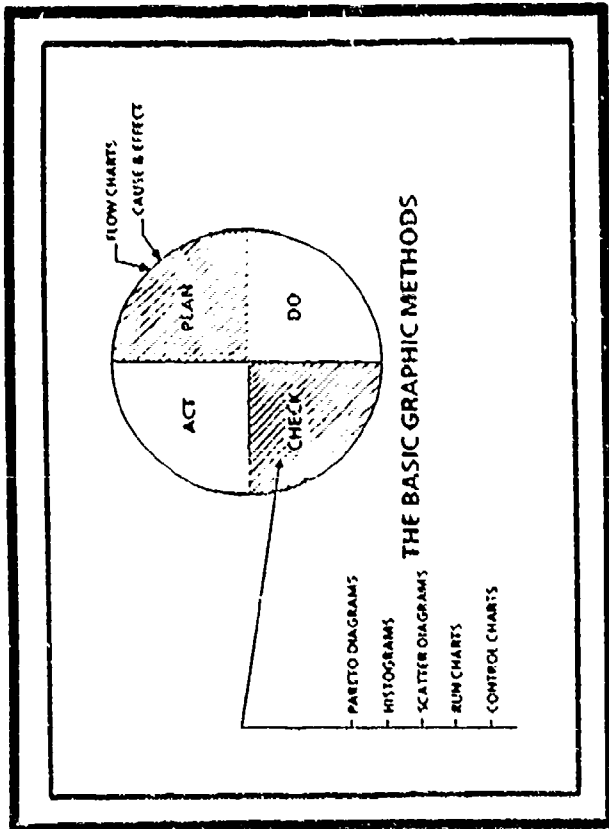 FLOW CHARTS
CAUSE & EFFECT
ACT
PLAN
CHECK
DO
THE BASIC GRAPHIC METHODS
PARETO DIAGRAMS
HISTOGRAMS
SCATTER DIAGRAMS
RUN CHARTS
CONTROL CHARTS